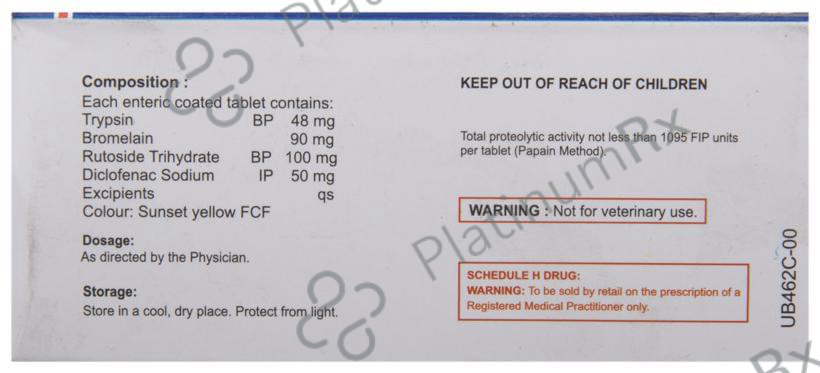 Composition :
Each enteric coated tablet contains:
Trypsin BP 48 mg
Bromelain 90 mg
Rutoside Trihydrate BP 100 mg
Diclofenac Sodium IP 50 mg
Excipients qs
Colour: Sunset yellow FCF
Dosage:
As directed by the Physician.
Storage:
Store in a cool, dry place. Protect from light.
KEEP OUT OF REACH OF CHILDREN
Total proteolytic activity not less than 1095 FIP units
per tablet (Papain Method).
WARNING : Not for veterinary use.
SCHEDULE H DRUG:
WARNING: To be sold by retail on the prescription of a
Registered Medical Practitioner only.
UB462C-00
PlatinumRx